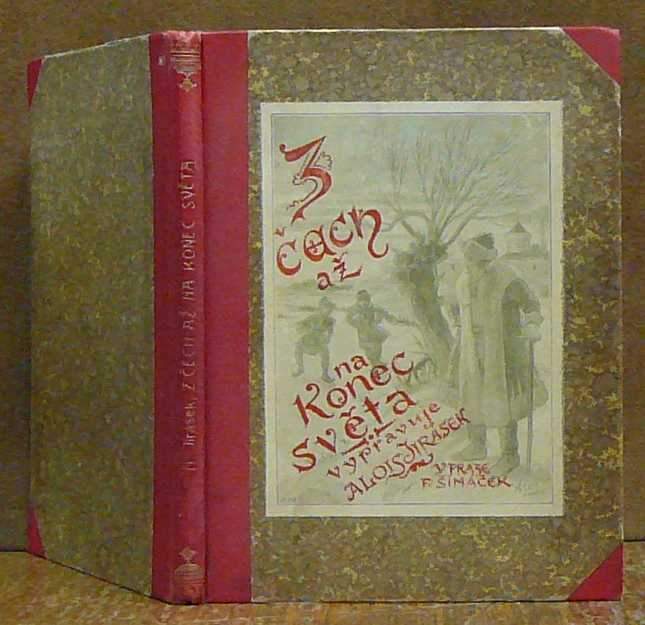 A. Jirásek, Z ČECH AŽ NA KONEC SVĚTA
Z
čech
až
na
Konec
Světa
vypravuje
ALOIS JIRÁSEK
V PRAZE
F. ŠIMÁČEK